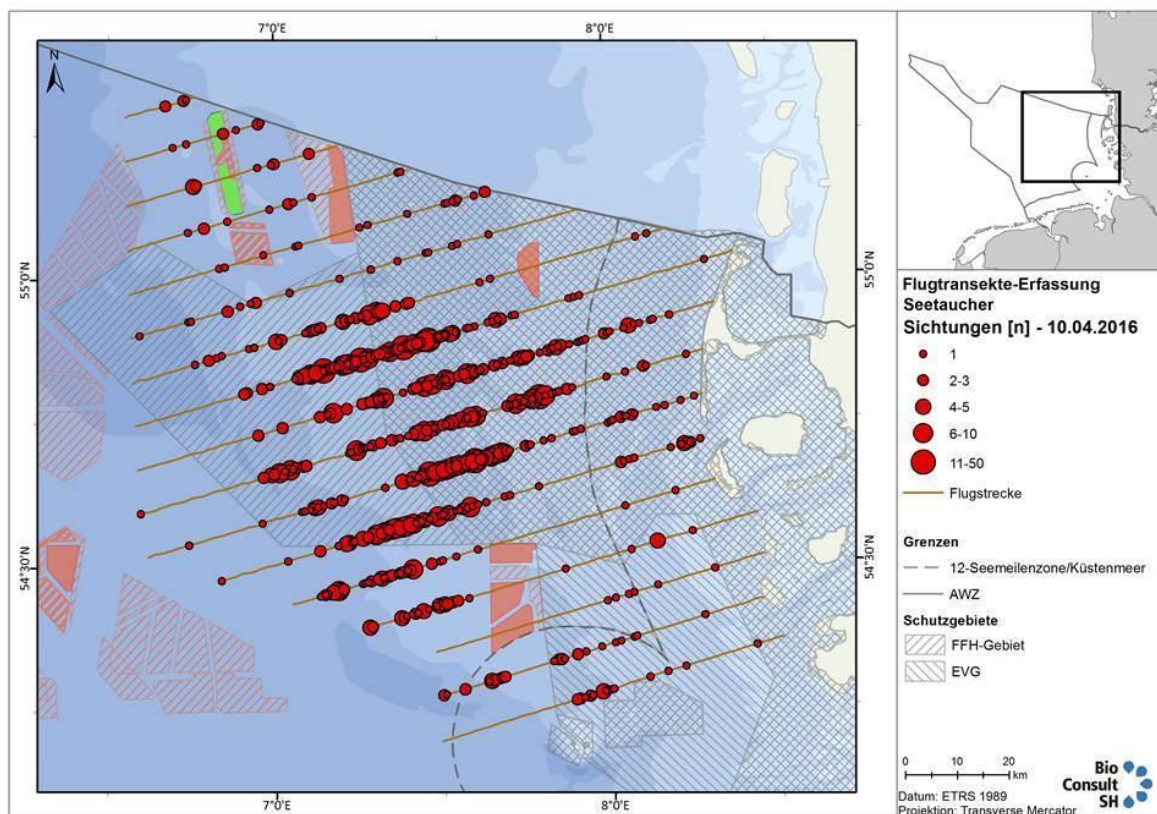 7°0'E
8°0'E
N
55°0'N
55°0'N
54°30'N
54°30'N
7°0'E
8°0'E
Flugtransekte-Erfassung
Seetaucher
Sichtungen [n] - 10.04.2016
1
2-3
4-5
6-10
11-50
Flugstrecke
Grenzen
12-Seemeilenzone/Küstenmeer
AWZ
Schutzgebiete
FFH-Gebiet
EVG
0 10 20
km
Datum: ETRS 1989
Projektion: Transverse Mercator
Bio
Consult
SH